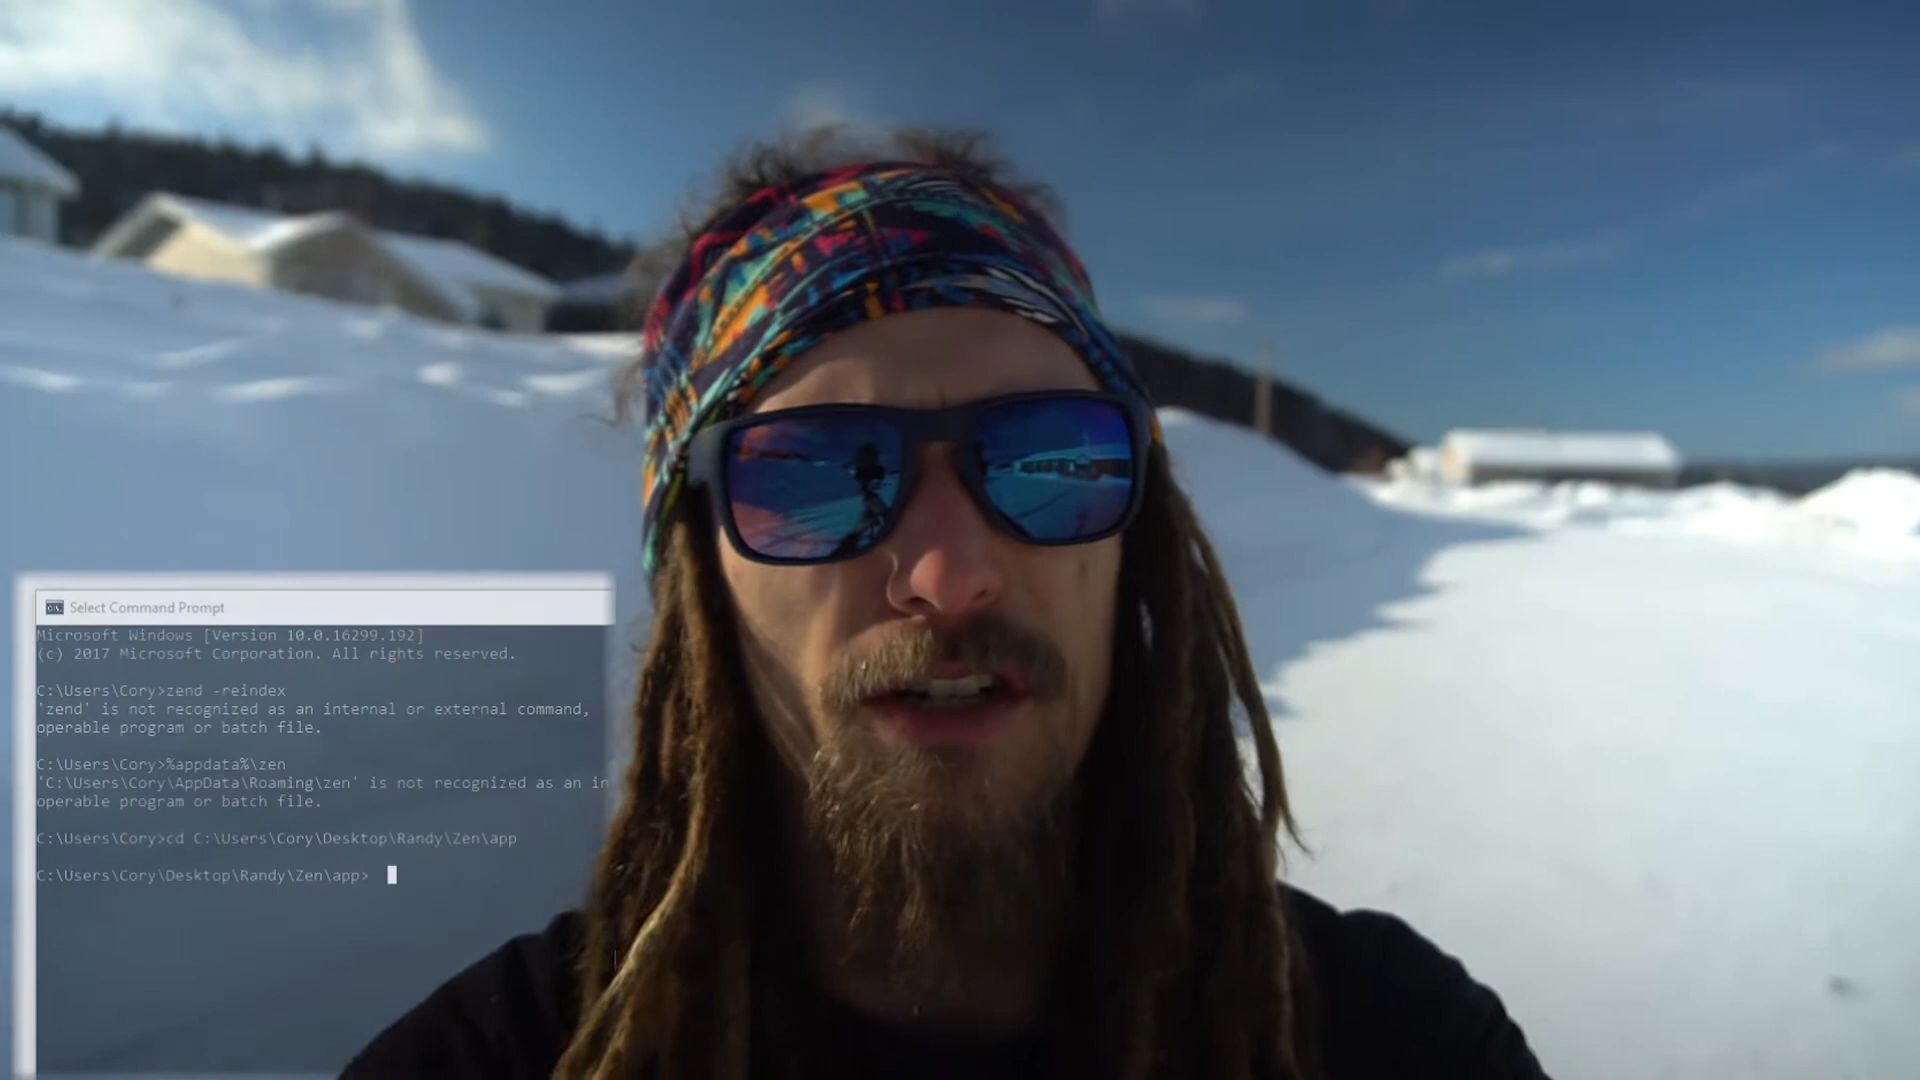 Select Command Prompt
Microsoft Windows [Version 10.0.16299.192]
(c) 2017 Microsoft Corporation. All rights reserved.
C:\Users\Cory>zend -reindex
'zend' is not recognized as an internal or external command,
operable program or batch file.
C:\Users\Cory>%appdata%\zen
'C:\Users\Cory\AppData\Roaming\zen' is not recognized as an in
operable program or batch file.
C:\Users\Cory>cd C:\Users\Cory\Desktop\Randy\Zen\app
C:\Users\Cory\Desktop\Randy\Zen\app>